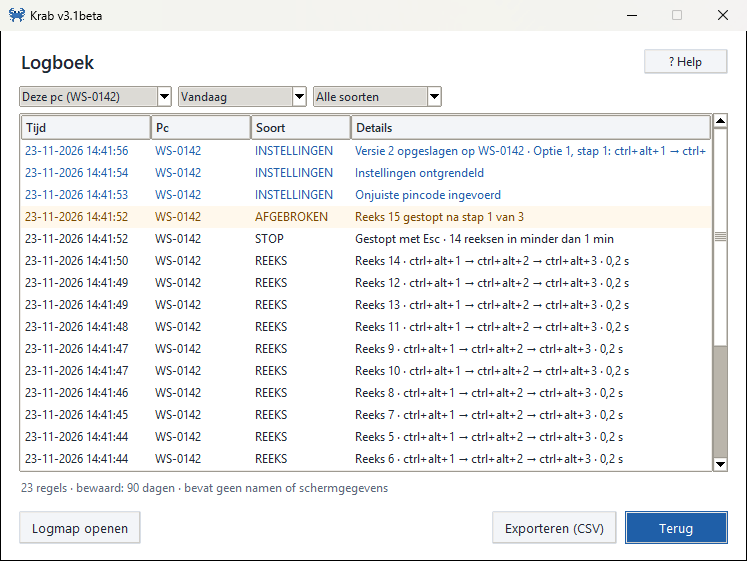 Krab v3.1beta
Logboek
? Help
Deze pc (WS-0142) Vandaag Alle soorten
Tijd Pc Soort Details
23-11-2026 14:41:56 WS-0142 INSTELLINGEN Versie 2 opgeslagen op WS-0142 · Optie 1, stap 1: ctrl+alt+1 → ctrl+
23-11-2026 14:41:54 WS-0142 INSTELLINGEN Instellingen ontgrendeld
23-11-2026 14:41:53 WS-0142 INSTELLINGEN Onjuiste pincode ingevoerd
23-11-2026 14:41:52 WS-0142 AFGEBROKEN Reeks 15 gestopt na stap 1 van 3
23-11-2026 14:41:52 WS-0142 STOP Gestopt met Esc · 14 reeksen in minder dan 1 min
23-11-2026 14:41:50 WS-0142 REEKS Reeks 14 · ctrl+alt+1 → ctrl+alt+2 → ctrl+alt+3 · 0,2 s
23-11-2026 14:41:49 WS-0142 REEKS Reeks 12 · ctrl+alt+1 → ctrl+alt+2 → ctrl+alt+3 · 0,2 s
23-11-2026 14:41:49 WS-0142 REEKS Reeks 13 · ctrl+alt+1 → ctrl+alt+2 → ctrl+alt+3 · 0,2 s
23-11-2026 14:41:48 WS-0142 REEKS Reeks 11 · ctrl+alt+1 → ctrl+alt+2 → ctrl+alt+3 · 0,2 s
23-11-2026 14:41:47 WS-0142 REEKS Reeks 9 · ctrl+alt+1 → ctrl+alt+2 → ctrl+alt+3 · 0,2 s
23-11-2026 14:41:47 WS-0142 REEKS Reeks 10 · ctrl+alt+1 → ctrl+alt+2 → ctrl+alt+3 · 0,2 s
23-11-2026 14:41:46 WS-0142 REEKS Reeks 8 · ctrl+alt+1 → ctrl+alt+2 → ctrl+alt+3 · 0,2 s
23-11-2026 14:41:45 WS-0142 REEKS Reeks 7 · ctrl+alt+1 → ctrl+alt+2 → ctrl+alt+3 · 0,2 s
23-11-2026 14:41:44 WS-0142 REEKS Reeks 5 · ctrl+alt+1 → ctrl+alt+2 → ctrl+alt+3 · 0,2 s
23-11-2026 14:41:44 WS-0142 REEKS Reeks 6 · ctrl+alt+1 → ctrl+alt+2 → ctrl+alt+3 · 0,2 s
23 regels · bewaard: 90 dagen · bevat geen namen of schermgegevens
Logmap openen Exporteren (CSV) Terug